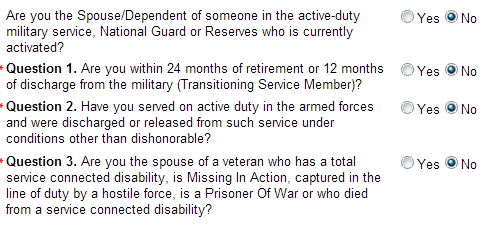 Are you the Spouse/Dependent of someone in the active-duty Yes No
military service, National Guard or Reserves who is currently
activated?
* Question 1. Are you within 24 months of retirement or 12 months Yes No
of discharge from the military (Transitioning Service Member)?
* Question 2. Have you served on active duty in the armed forces Yes No
and were discharged or released from such service under
conditions other than dishonorable?
* Question 3. Are you the spouse of a veteran who has a total Yes No
service connected disability, is Missing In Action, captured in the
line of duty by a hostile force, is a Prisoner Of War or who died
from a service connected disability?